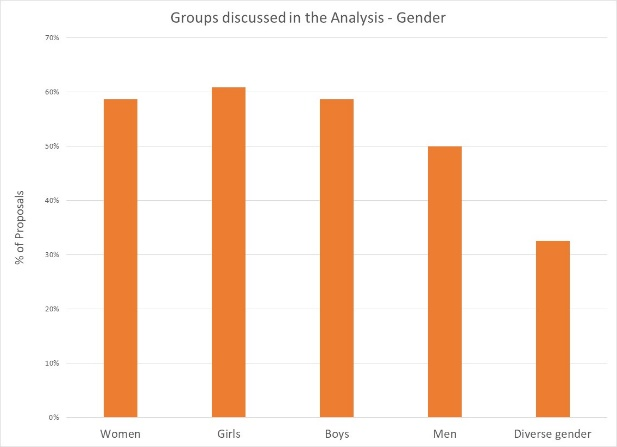 Groups discussed in the Analysis - Gender
70%
60%
50%
40%
30%
20%
10%
0%
% of Proposals
Women Girls Boys Men Diverse gender